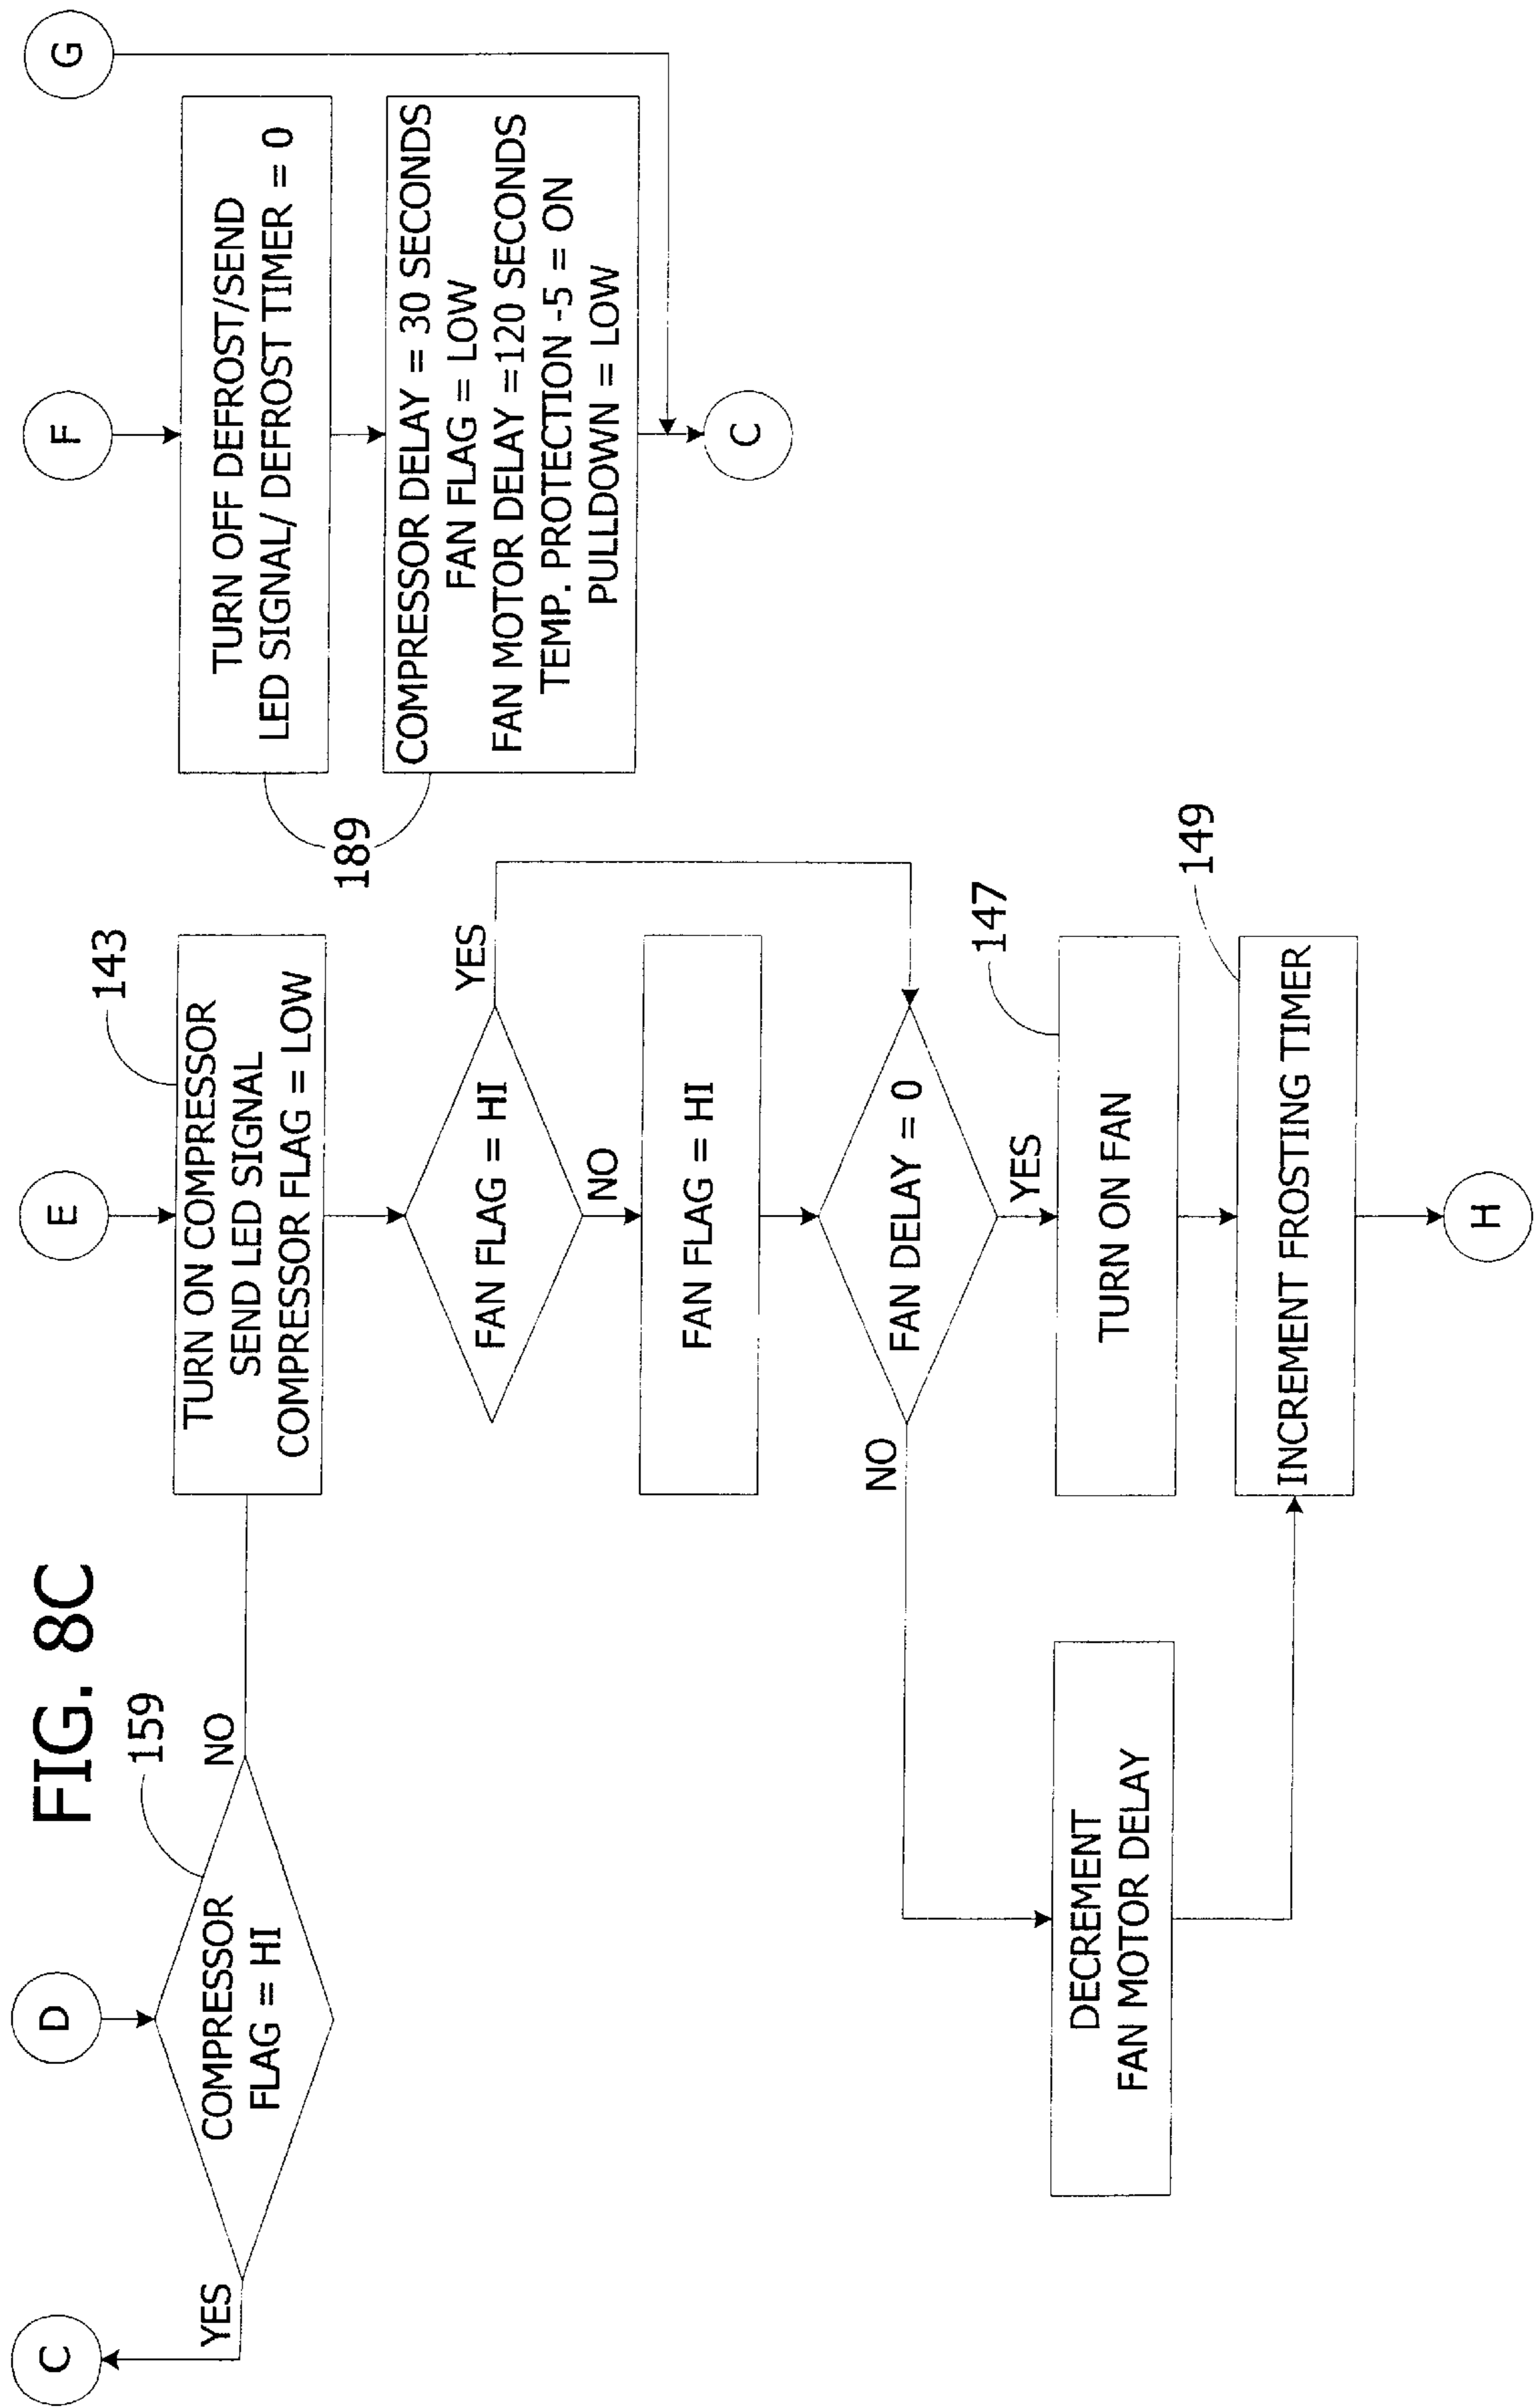 FIG. 8C
D
C
YES
COMPRESSOR
FLAG = HI
159
NO
E
143
TURN ON COMPRESSOR
SEND LED SIGNAL
COMPRESSOR FLAG = LOW
FAN FLAG = HI
YES
NO
FAN FLAG = HI
FAN DELAY = 0
NO
YES
DECREMENT
FAN MOTOR DELAY
147
TURN ON FAN
149
INCREMENT FROSTING TIMER
H
F
G
TURN OFF DEFROST/SEND
LED SIGNAL/ DEFROST TIMER = 0
189
COMPRESSOR DELAY = 30 SECONDS
FAN FLAG = LOW
FAN MOTOR DELAY =120 SECONDS
TEMP. PROTECTION -5 = ON
PULLDOWN = LOW
C